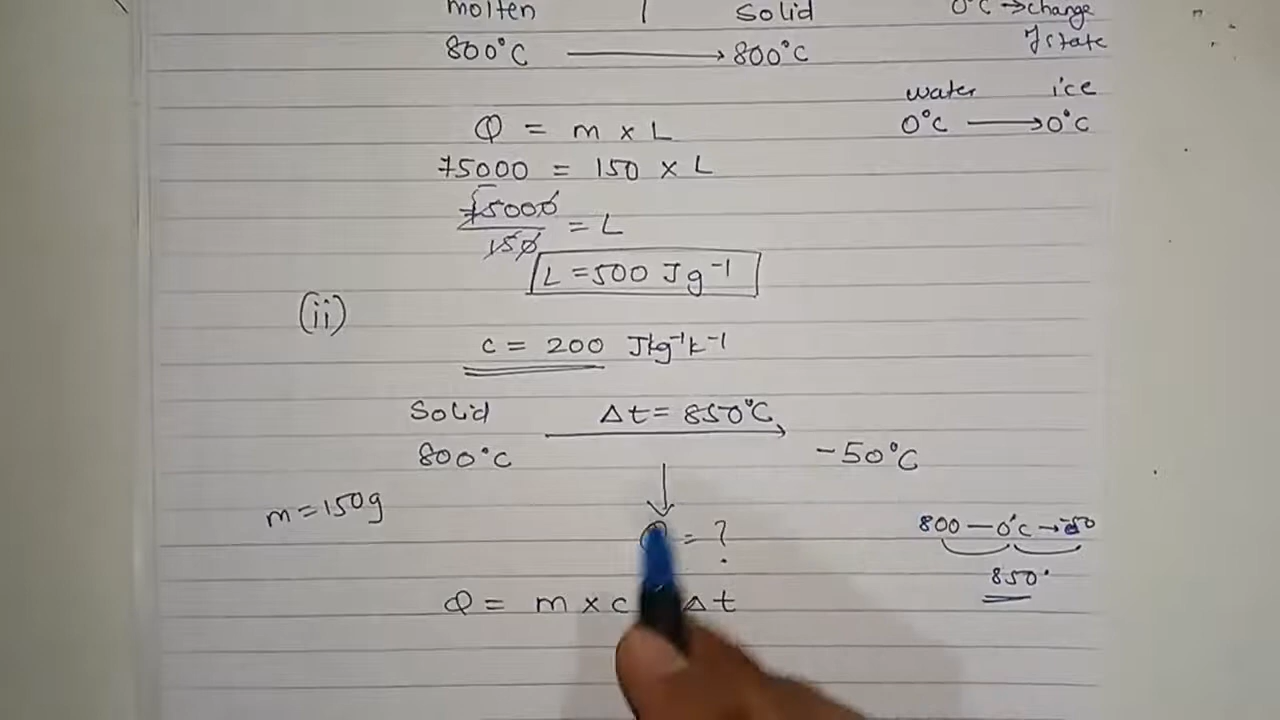 molten solid 0°C → change
800°C → 800°C of state
water ice
0°C → 0°C
Q = m x L
75000 = 150 x L
75000/150 = L
L = 500 J g⁻¹
(ii)
c = 200 Jkg⁻¹k⁻¹
Solid Δt = 850°C
800°C → -50°C
m = 150g
Q = ?
800 — 0°C → -50
850°
Q = m x c Δt